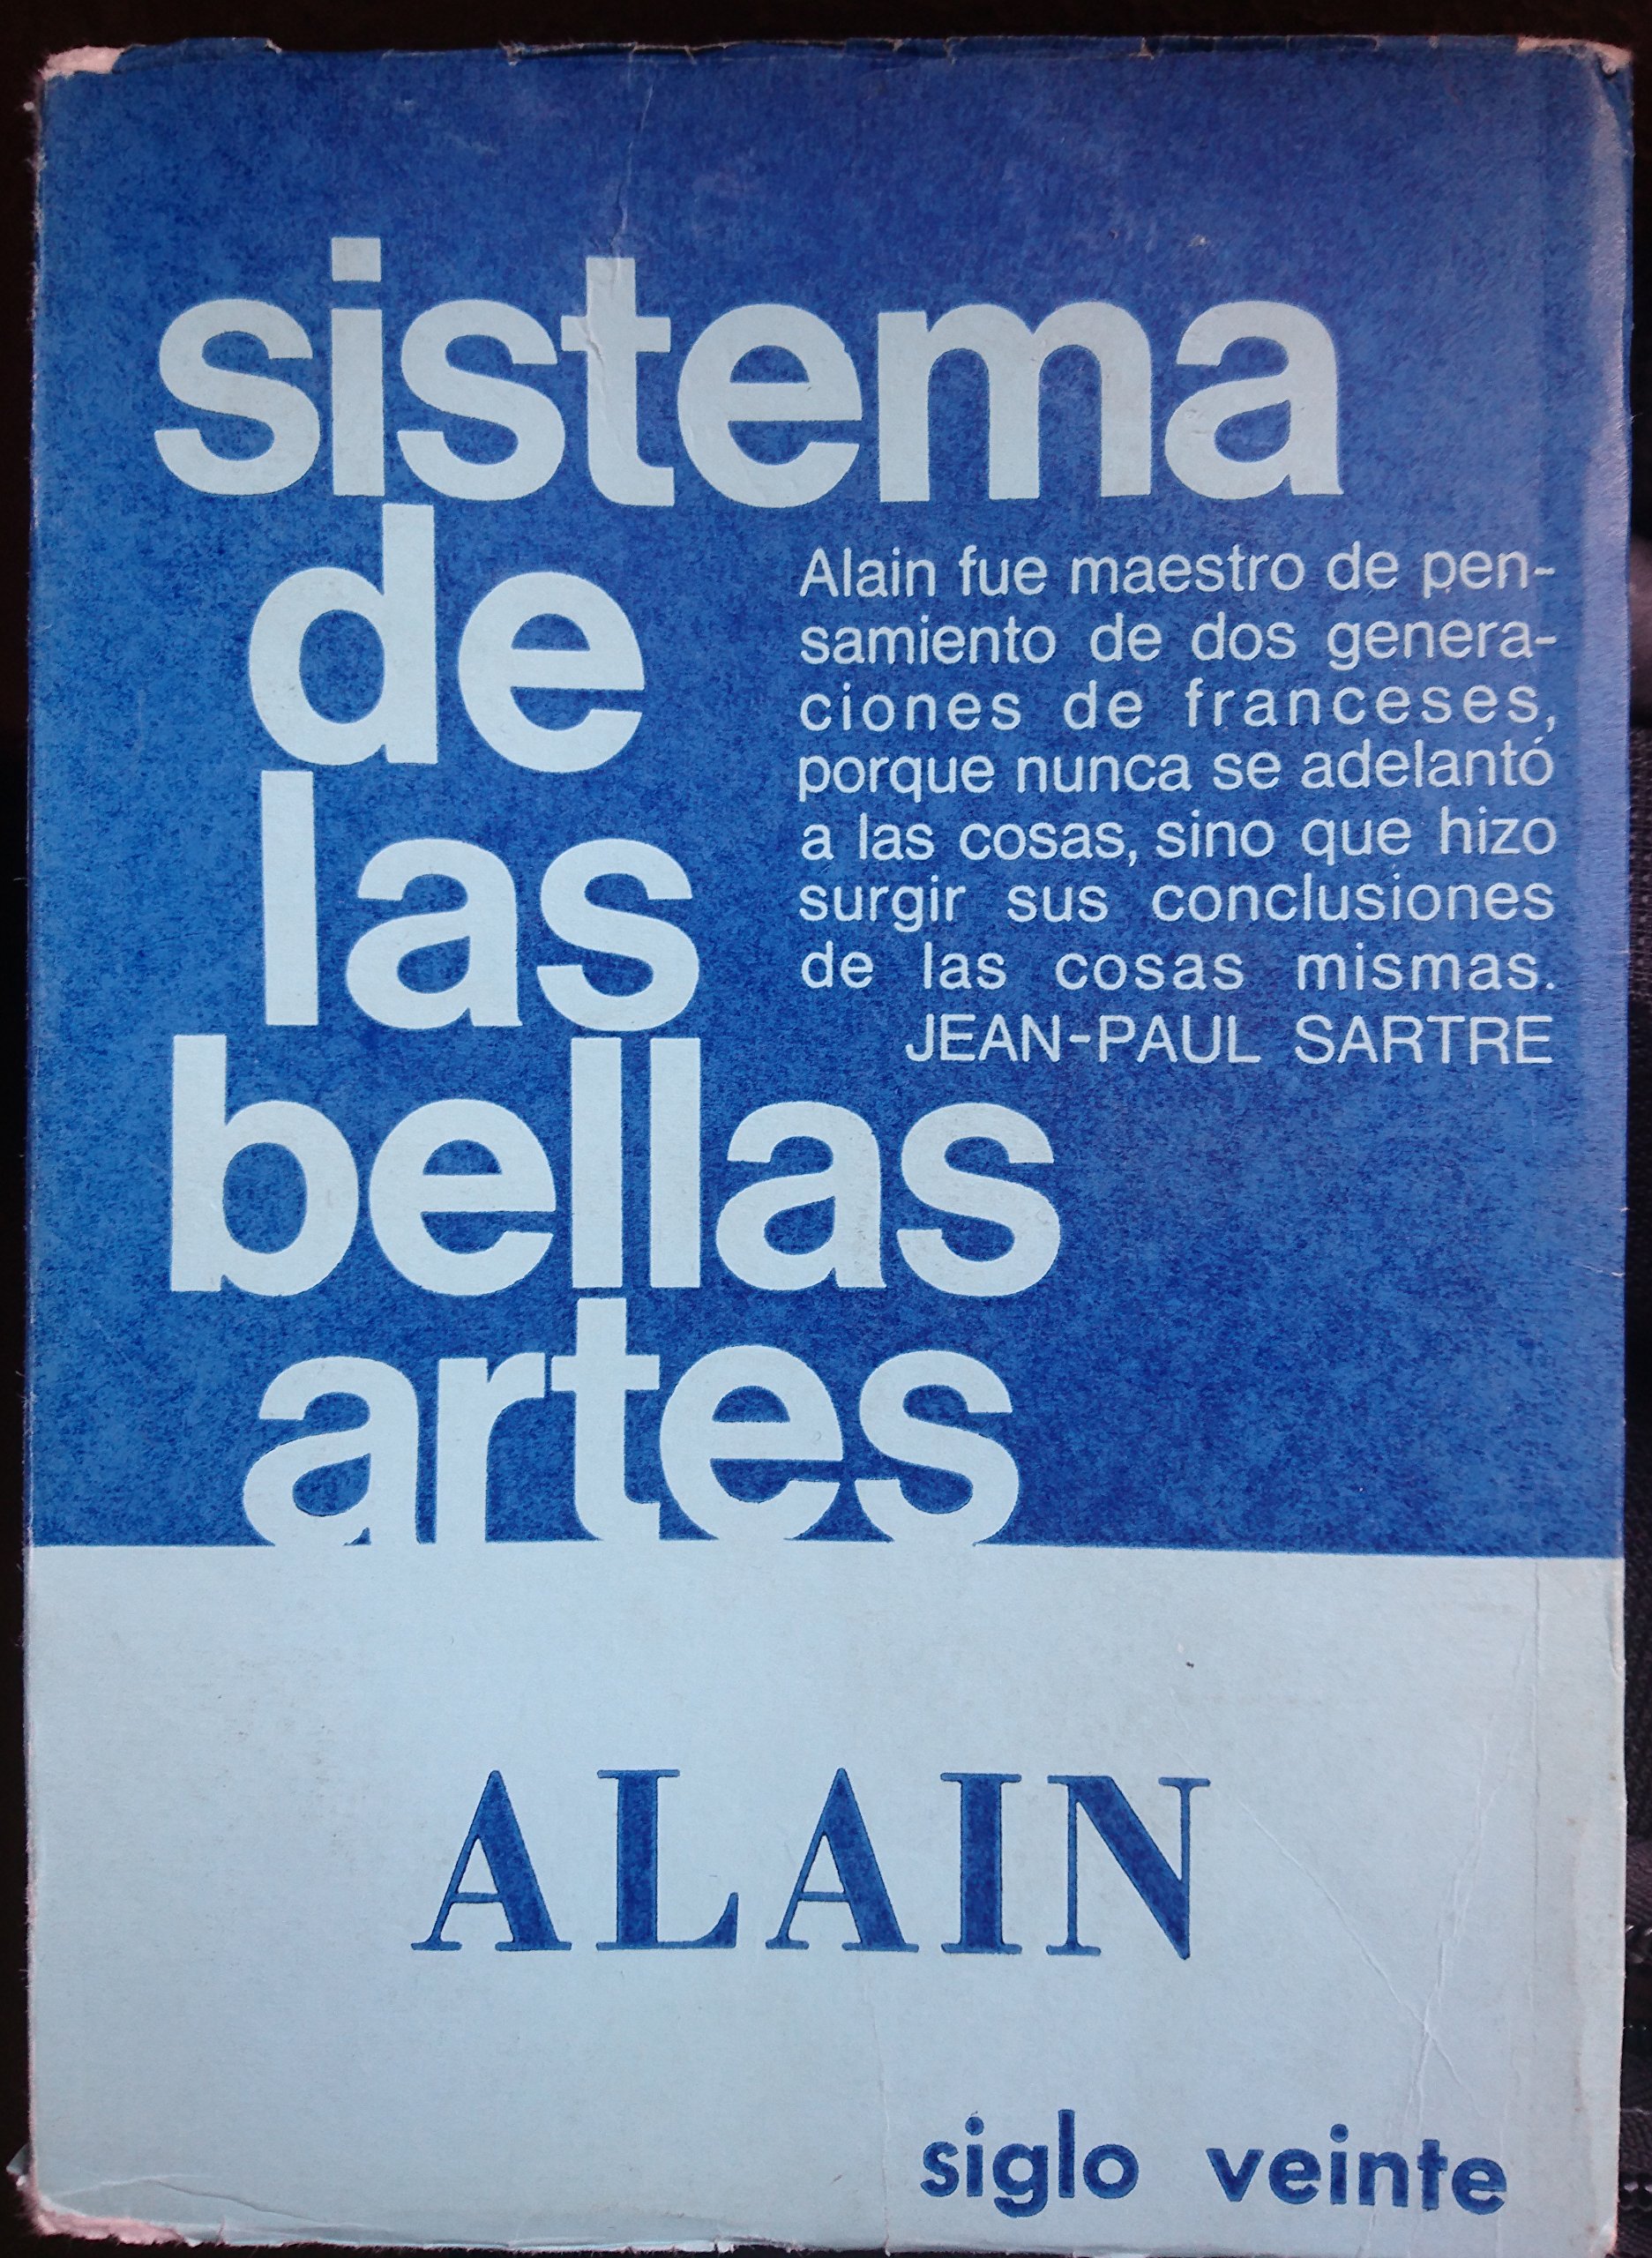 sistema
de
las
bellas
artes
Alain fue maestro de pen-
samiento de dos genera-
ciones de franceses,
porque nunca se adelantó
a las cosas, sino que hizo
surgir sus conclusiones
de las cosas mismas.
JEAN-PAUL SARTRE
ALAIN
siglo veinte